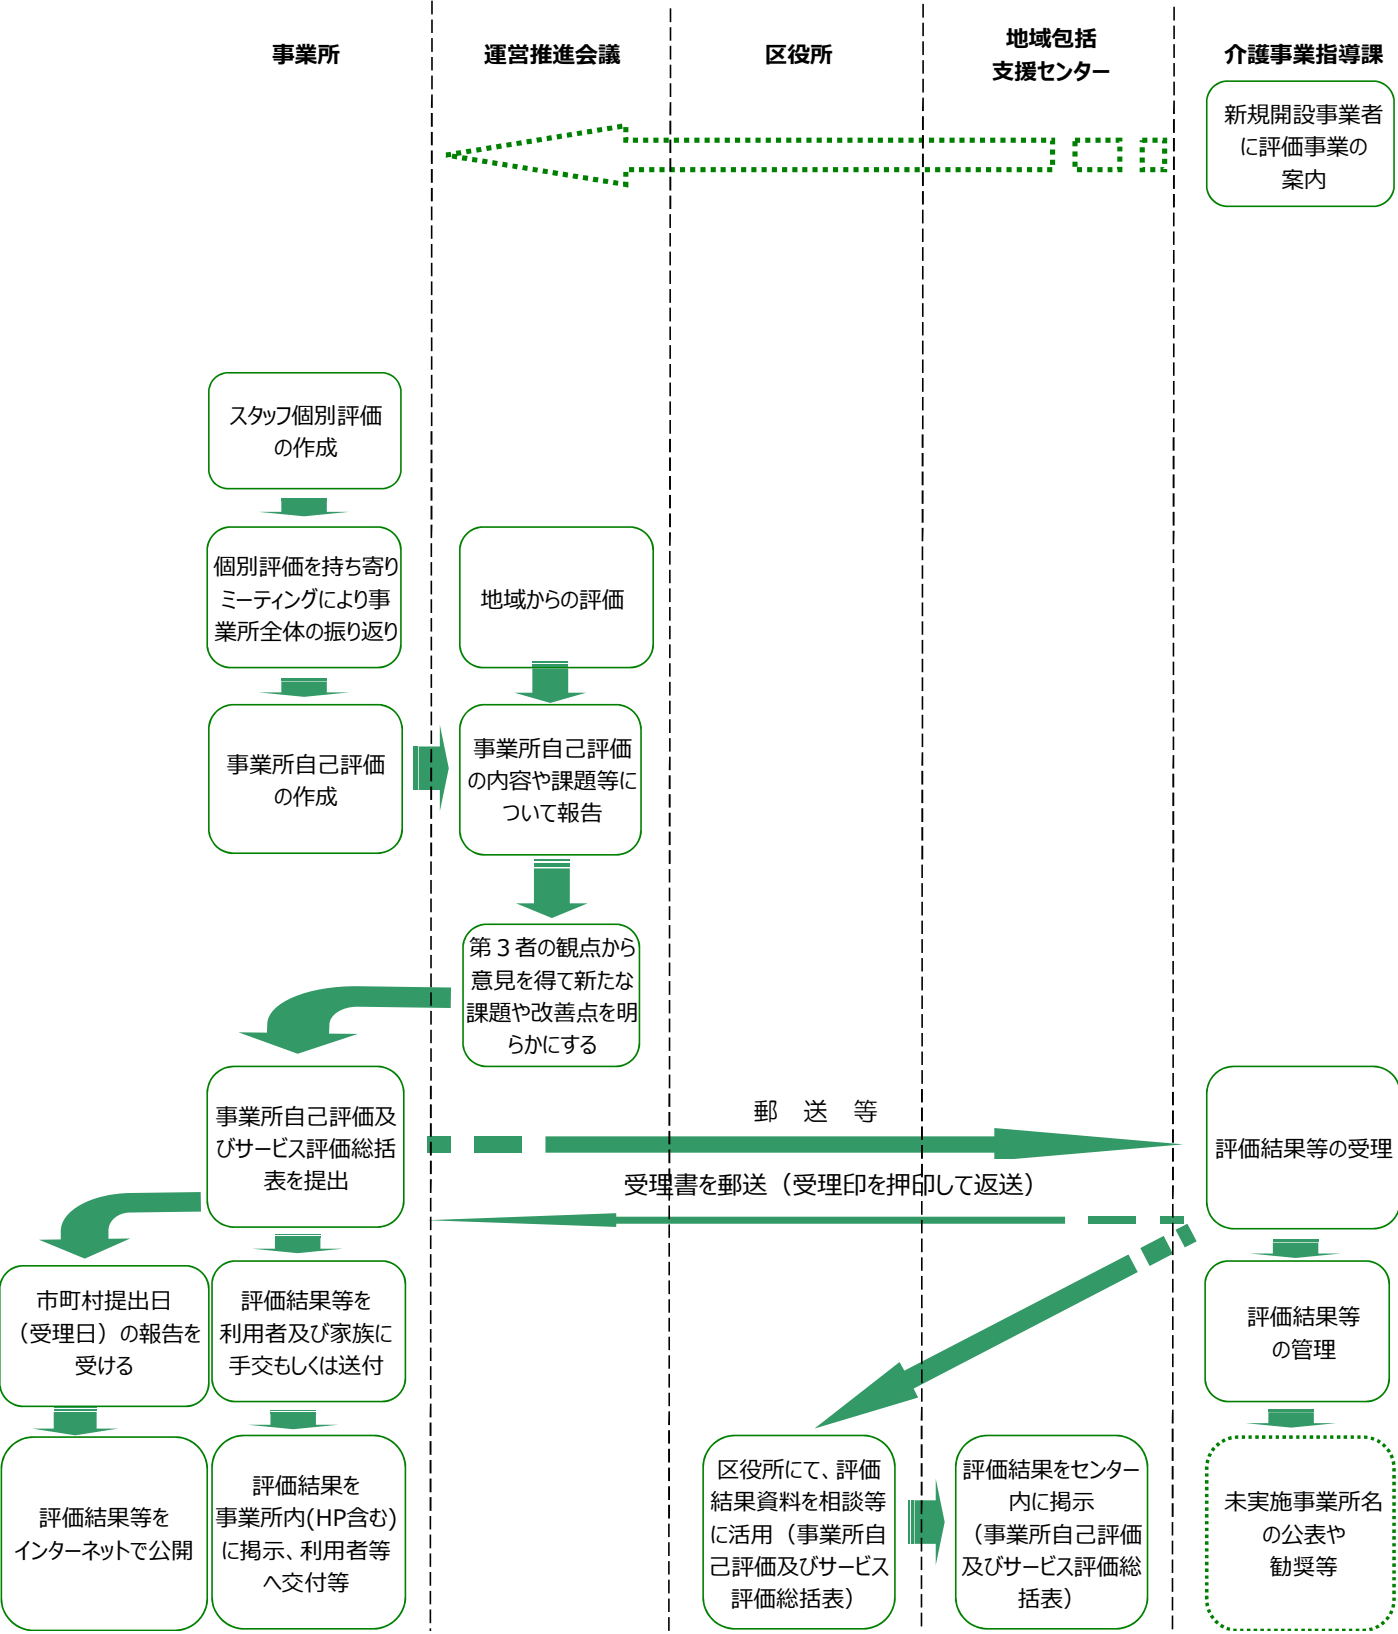 事業所
運営推進会議
区役所
地域包括
支援センター
介護事業指導課
新規開設事業者
に評価事業の
案内
スタッフ個別評価
の作成
個別評価を持ち寄り
ミーティングにより事
業所全体の振り返り
地域からの評価
事業所自己評価
の作成
事業所自己評価
の内容や課題等に
ついて報告
第3者の観点から
意見を得て新たな
課題や改善点を明
らかにする
事業所自己評価及
びサービス評価総括
表を提出
郵 送 等
受理書を郵送（受理印を押印して返送）
評価結果等の受理
市町村提出日
（受理日）の報告を
受ける
評価結果等を
利用者及び家族に
手交もしくは送付
評価結果等
の管理
評価結果等を
インターネットで公開
評価結果を
事業所内(HP含む)
に掲示、利用者等
へ交付等
区役所にて、評価
結果資料を相談等
に活用（事業所自
己評価及びサービス
評価総括表）
評価結果をセンター
内に掲示
（事業所自己評価
及びサービス評価総
括表）
未実施事業所名
の公表や
勧奨等